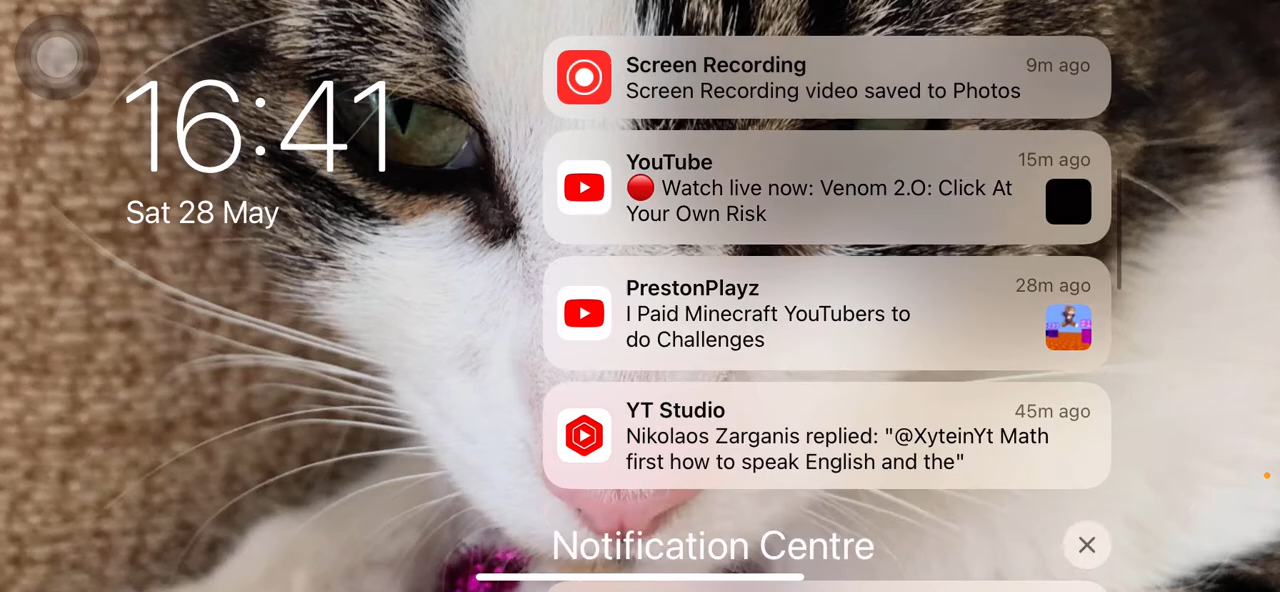 16:41
Sat 28 May
Screen Recording
9m ago
Screen Recording video saved to Photos
YouTube
15m ago
🔴 Watch live now: Venom 2.O: Click At
Your Own Risk
PrestonPlayz
28m ago
I Paid Minecraft YouTubers to
do Challenges
YT Studio
45m ago
Nikolaos Zarganis replied: "@XyteinYt Math
first how to speak English and the"
Notification Centre